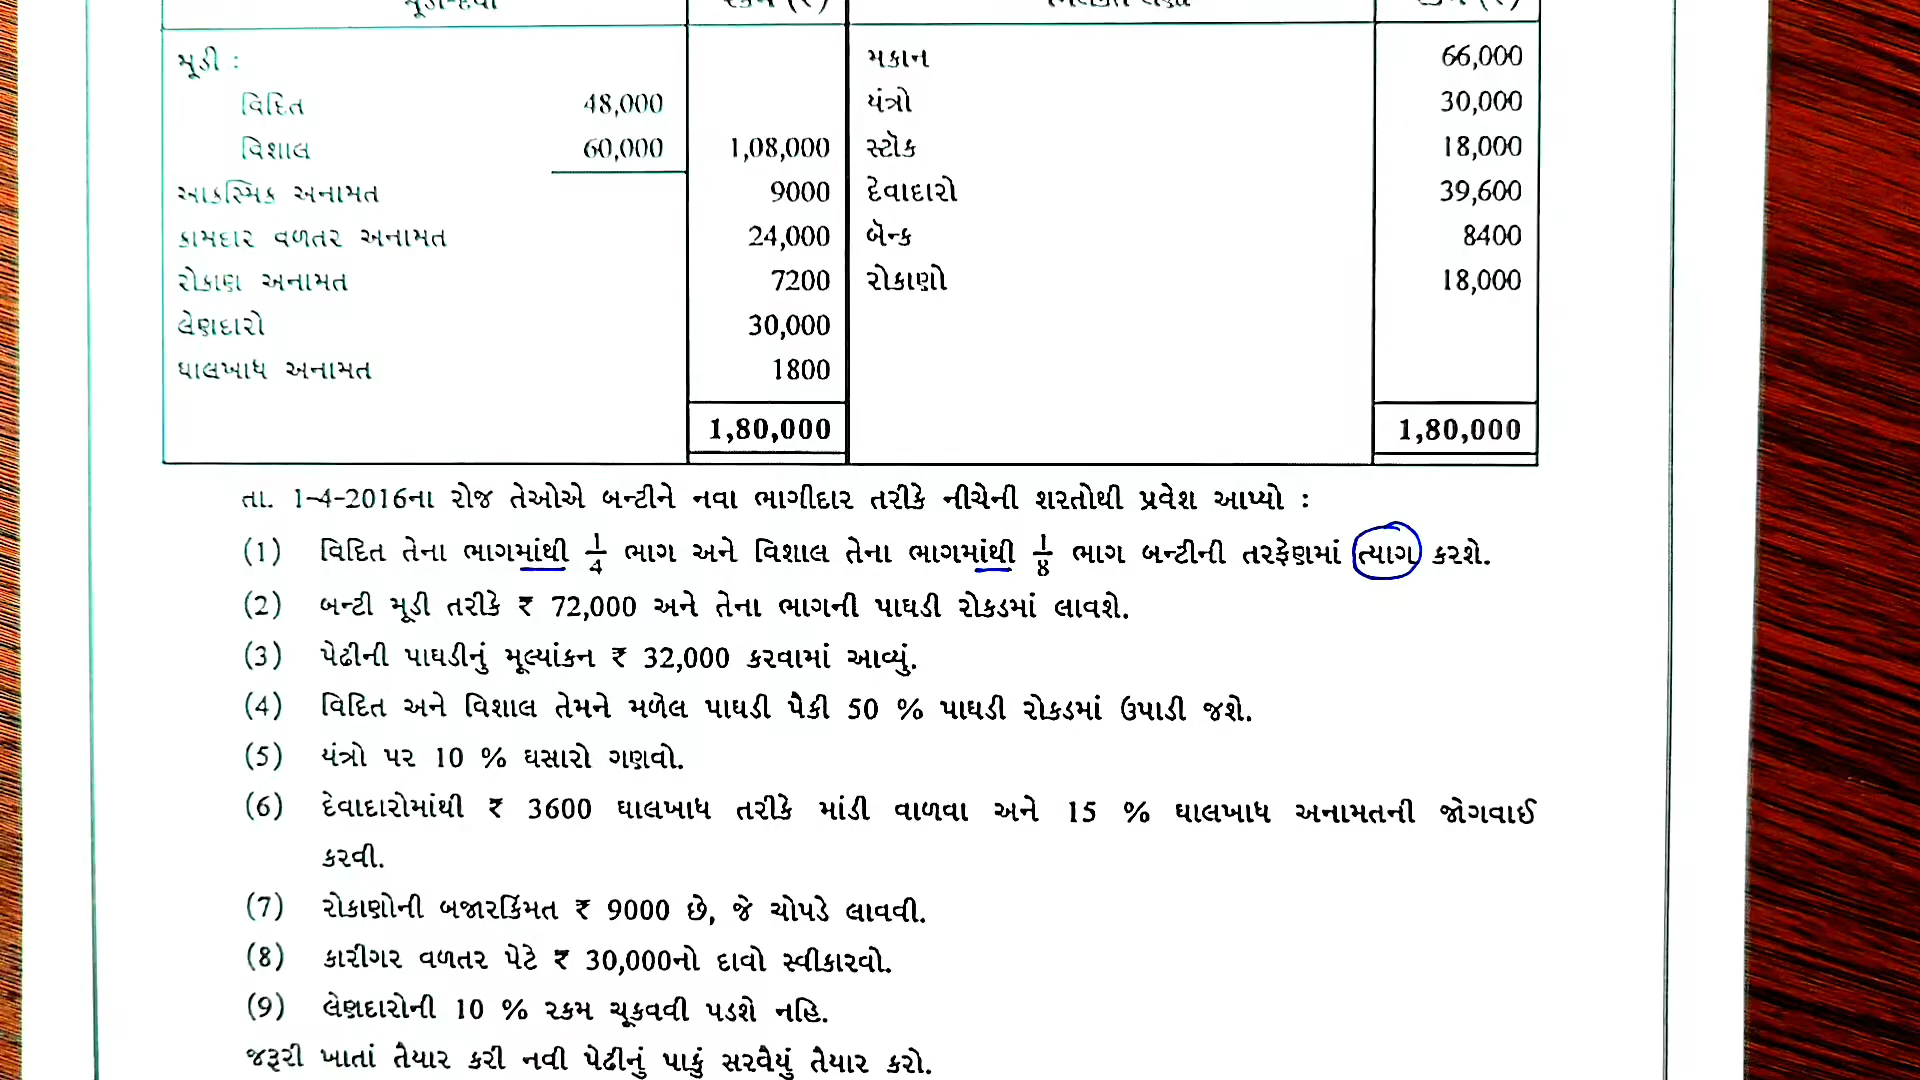 મૂડી : મકાન 66,000
વિદિત 48,000 યંત્રો 30,000
વિશાલ 60,000 1,08,000 સ્ટૉક 18,000
આકસ્મિક અનામત 9000 દેવાદારો 39,600
કામદાર વળતર અનામત 24,000 બૅન્ક 8400
રોકાણ અનામત 7200 રોકાણો 18,000
લેણદારો 30,000
ઘાલખાધ અનામત 1800
1,80,000 1,80,000
તા. 1-4-2016ના રોજ તેઓએ બન્ટીને નવા ભાગીદાર તરીકે નીચેની શરતોથી પ્રવેશ આપ્યો :
(1) વિદિત તેના ભાગમાંથી 1/4 ભાગ અને વિશાલ તેના ભાગમાંથી 1/8 ભાગ બન્ટીની તરફેણમાં ત્યાગ કરશે.
(2) બન્ટી મૂડી તરીકે ₹ 72,000 અને તેના ભાગની પાઘડી રોકડમાં લાવશે.
(3) પેઢીની પાઘડીનું મૂલ્યાંકન ₹ 32,000 કરવામાં આવ્યું.
(4) વિદિત અને વિશાલ તેમને મળેલ પાઘડી પૈકી 50 % પાઘડી રોકડમાં ઉપાડી જશે.
(5) યંત્રો પર 10 % ઘસારો ગણવો.
(6) દેવાદારોમાંથી ₹ 3600 ઘાલખાધ તરીકે માંડી વાળવા અને 15 % ઘાલખાધ અનામતની જોગવાઈ
કરવી.
(7) રોકાણોની બજારકિંમત ₹ 9000 છે, જે ચોપડે લાવવી.
(8) કારીગર વળતર પેટે ₹ 30,000નો દાવો સ્વીકારવો.
(9) લેણદારોની 10 % રકમ ચૂકવવી પડશે નહિ.
જરૂરી ખાતાં તૈયાર કરી નવી પેઢીનું પાકું સરવૈયું તૈયાર કરો.